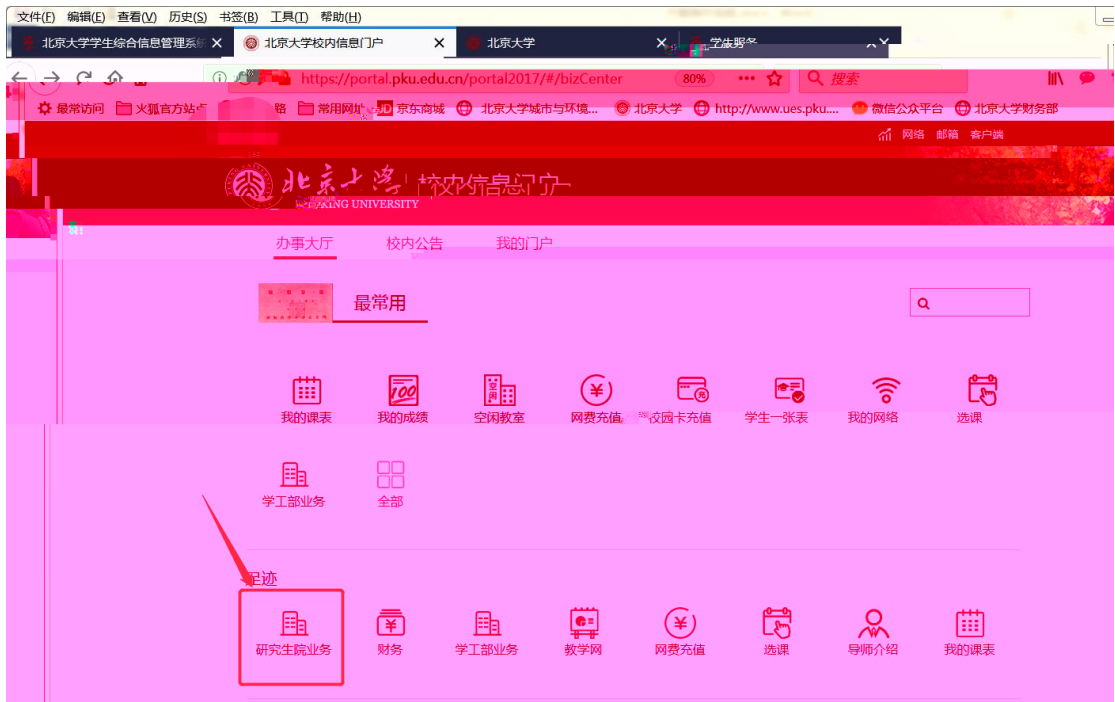 文件(F) 编辑(E) 查看(V) 历史(S) 书签(B) 工具(T) 帮助(H)
北京大学学生综合信息管理系统 北京大学校内信息门户 北京大学 学生服务
https://portal.pku.edu.cn/portal2017/#/bizCenter 80% 搜索
最常访问 火狐官方站点 常用网址 JD 京东商城 北京大学城市与环境... 北京大学 http://www.ues.pku.... 微信公众平台 北京大学财务部
网络 邮箱 客户端
北京大学 校内信息门户
PEKING UNIVERSITY
办事大厅 校内公告 我的门户
最常用
我的课表 我的成绩 空闲教室 网费充值 校园卡充值 学生一张表 我的网络 选课
学工部业务 全部
足迹
研究生院业务 财务 学工部业务 教学网 网费充值 选课 导师介绍 我的课表